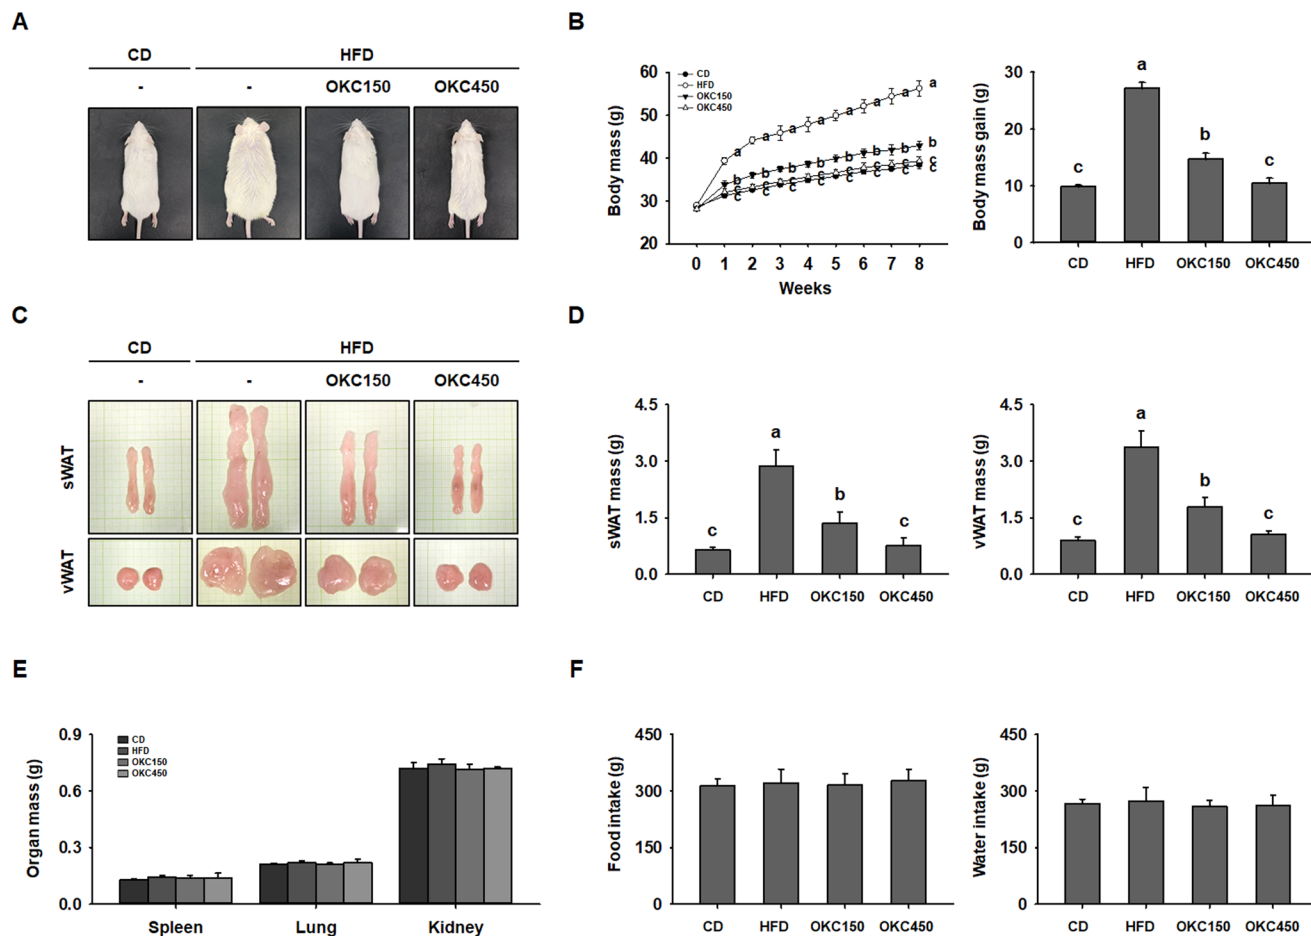 A
CD HFD
- - OKC150 OKC450
B
CD
HFD
OKC150
OKC450
Body mass (g)
60
50
40
30
20
0 1 2 3 4 5 6 7 8
Weeks
a a a a a a a a
b b b b b b b b
c c c c c c c c
c c c c c c c c
Body mass gain (g)
30
20
10
0
c a b c
CD HFD OKC150 OKC450
C
CD HFD
- - OKC150 OKC450
sWAT
vWAT
D
sWAT mass (g)
4.5
3.0
1.5
0.0
c a b c
CD HFD OKC150 OKC450
vWAT mass (g)
4.5
3.0
1.5
0.0
c a b c
CD HFD OKC150 OKC450
E
Organ mass (g)
0.9
0.6
0.3
0.0
CD
HFD
OKC150
OKC450
Spleen Lung Kidney
F
Food intake (g)
450
300
150
0
CD HFD OKC150 OKC450
Water intake (g)
450
300
150
0
CD HFD OKC150 OKC450